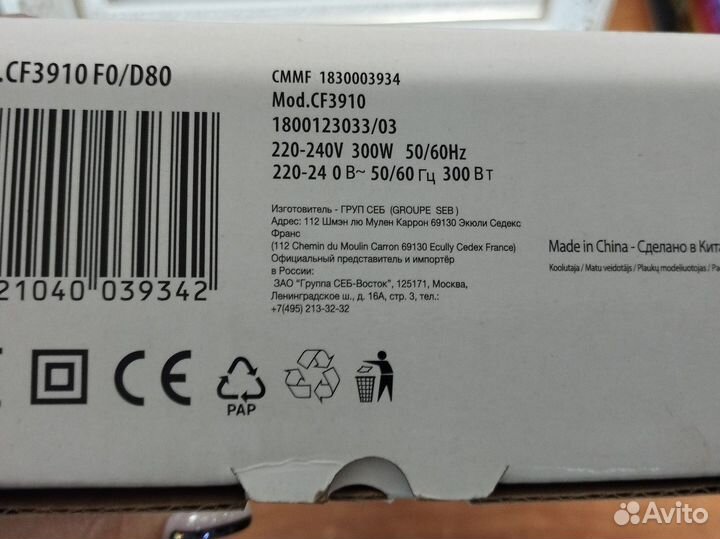 .CF3910 F0/D80
21040 039342
CMMF 1830003934
Mod.CF3910
1800123033/03
220-240V 300W 50/60Hz
220-24 0 В~ 50/60 Гц 300 Вт
Изготовитель - ГРУП СЕБ (GROUPE SEB )
Адрес: 112 Шмэн лю Мулен Каррон 69130 Экюли Седекс
Франс
(112 Chemin du Moulin Carron 69130 Ecully Cedex France)
Официальный представитель и импортёр
в России:
ЗАО "Группа СЕБ-Восток", 125171, Москва,
Ленинградское ш., д. 16А, стр. 3, тел.:
+7(495) 213-32-32
Made in China - Сделано в Кита
Koolutaja / Matu veidotājs / Plaukų modeliuotojas / Pa
CE
PAP
Avito